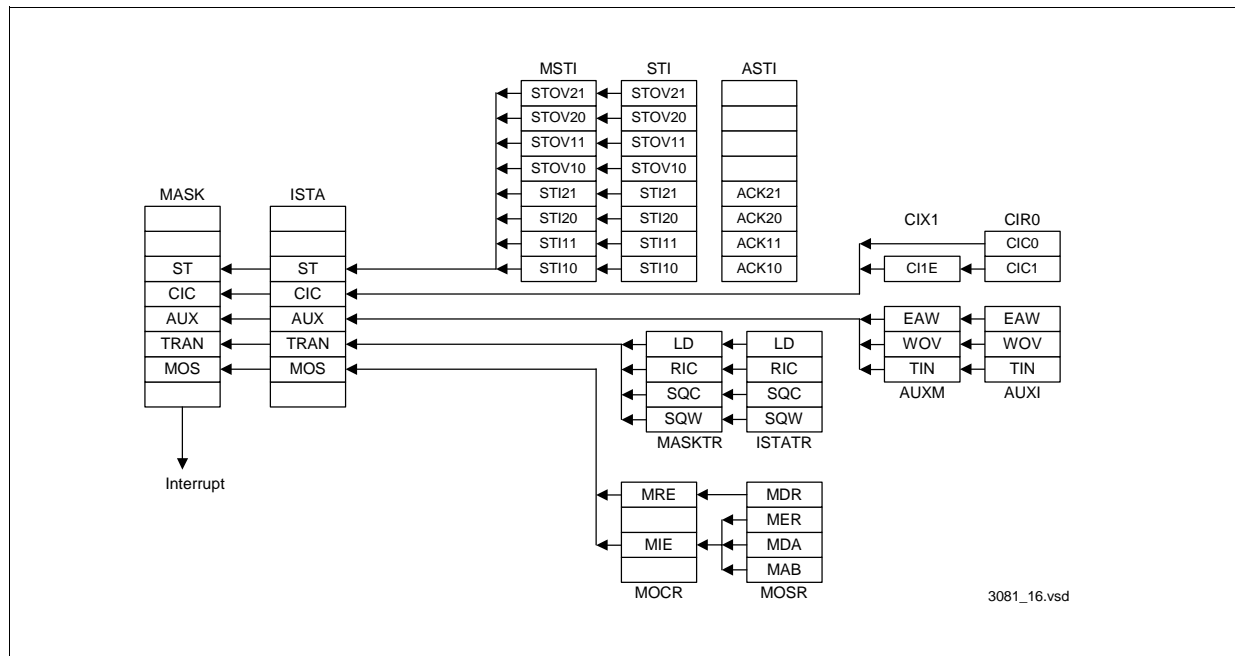 MSTI STI ASTI
STOV21 STOV21
STOV20 STOV20
STOV11 STOV11
STOV10 STOV10
MASK ISTA STI21 STI21 ACK21
STI20 STI20 ACK20 CIX1 CIR0
STI11 STI11 ACK11 CIC0
ST ST STI10 STI10 ACK10 CI1E CIC1
CIC CIC
AUX AUX EAW EAW
TRAN TRAN LD LD WOV WOV
MOS MOS RIC RIC TIN TIN
SQC SQC AUXM AUXI
SQW SQW
MASKTR ISTATR
Interrupt
MRE MDR
MER
MIE MDA
MAB
MOCR MOSR
3081_16.vsd